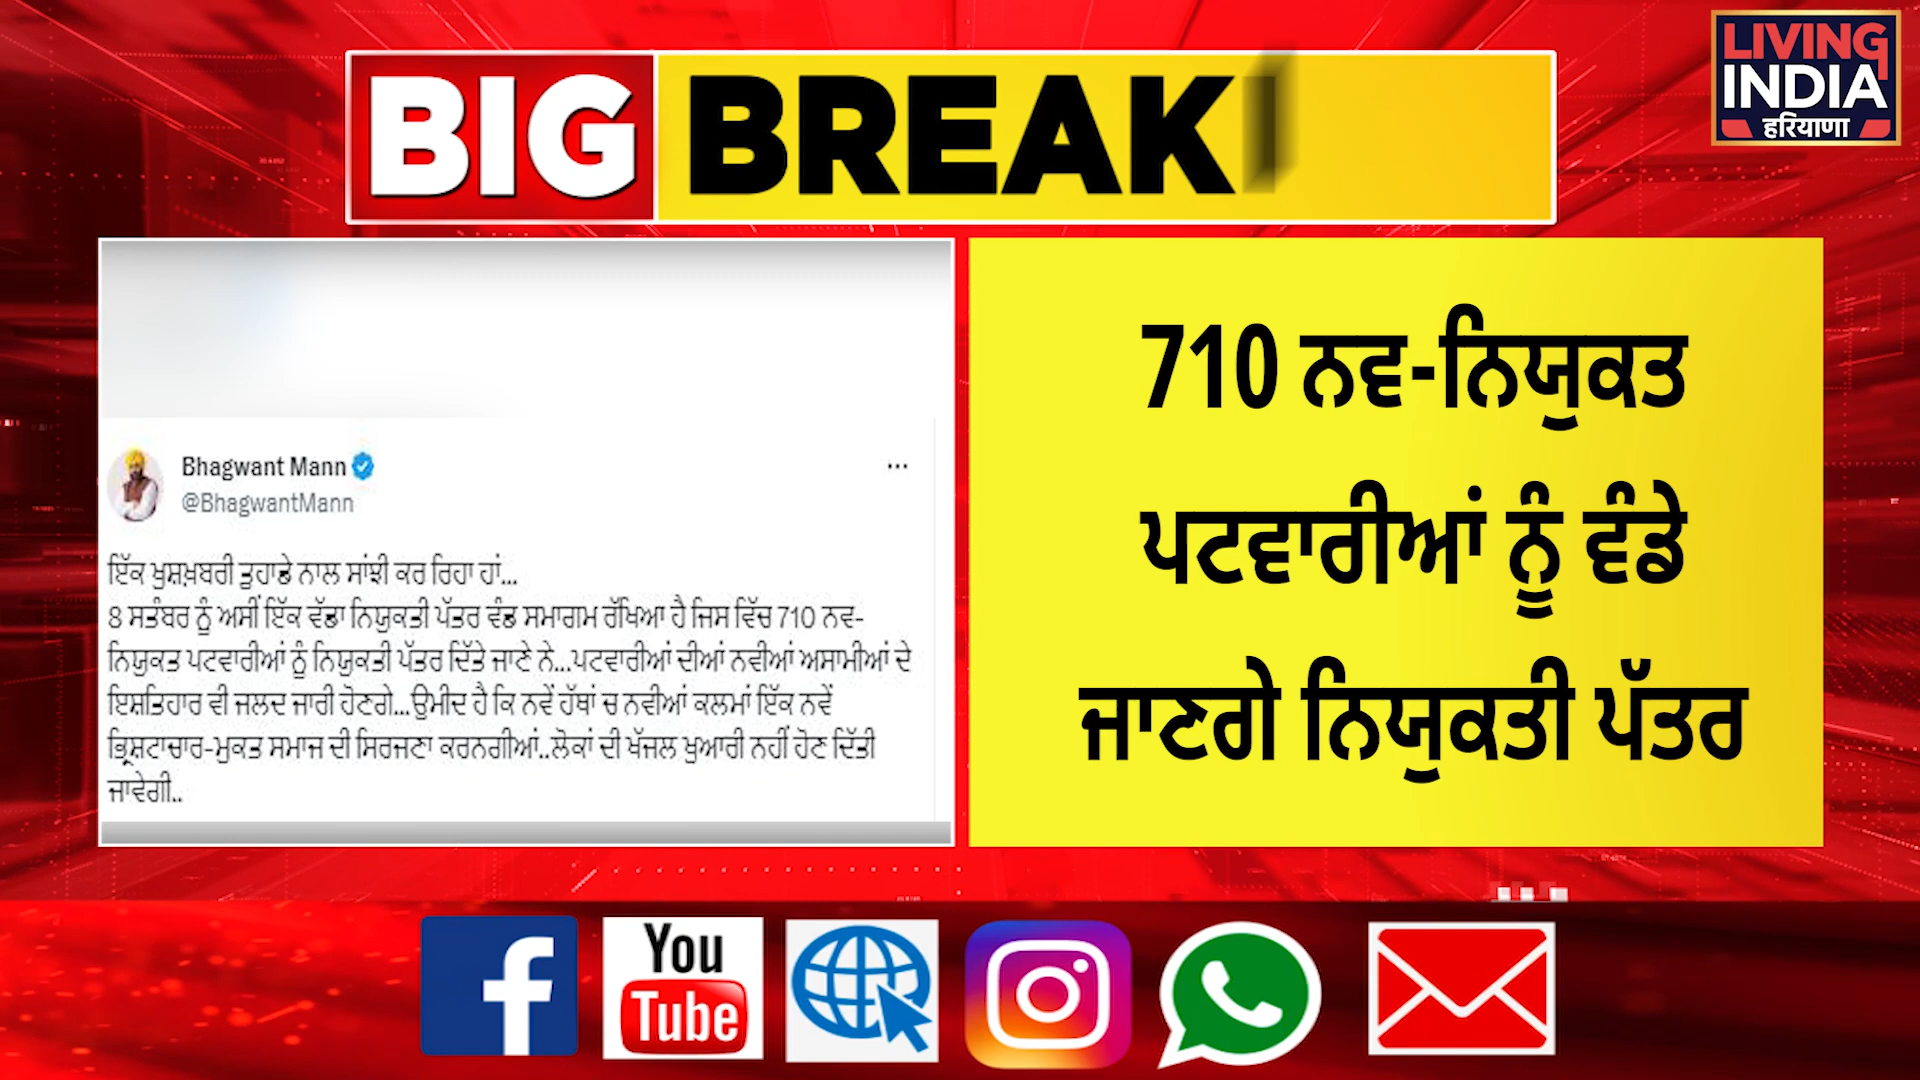 BIG BREAKI
LIVING
INDIA
हरियाणा
Bhagwant Mann
@BhagwantMann
ਇੱਕ ਖੁਸ਼ਖ਼ਬਰੀ ਤੁਹਾਡੇ ਨਾਲ ਸਾਂਝੀ ਕਰ ਰਿਹਾ ਹਾਂ...
8 ਸਤੰਬਰ ਨੂੰ ਅਸੀਂ ਇੱਕ ਵੱਡਾ ਨਿਯੁਕਤੀ ਪੱਤਰ ਵੰਡ ਸਮਾਗਮ ਰੱਖਿਆ ਹੈ ਜਿਸ ਵਿੱਚ 710 ਨਵ-
ਨਿਯੁਕਤ ਪਟਵਾਰੀਆਂ ਨੂੰ ਨਿਯੁਕਤੀ ਪੱਤਰ ਦਿੱਤੇ ਜਾਣੇ ਨੇ...ਪਟਵਾਰੀਆਂ ਦੀਆਂ ਨਵੀਆਂ ਅਸਾਮੀਆਂ ਦੇ
ਇਸ਼ਤਿਹਾਰ ਵੀ ਜਲਦ ਜਾਰੀ ਹੋਣਗੇ...ਉਮੀਦ ਹੈ ਕਿ ਨਵੇਂ ਹੱਥਾਂ ਚ ਨਵੀਆਂ ਕਲਮਾਂ ਇੱਕ ਨਵੇਂ
ਭ੍ਰਿਸ਼ਟਾਚਾਰ-ਮੁਕਤ ਸਮਾਜ ਦੀ ਸਿਰਜਣਾ ਕਰਨਗੀਆਂ..ਲੋਕਾਂ ਦੀ ਖੱਜਲ ਖੁਆਰੀ ਨਹੀਂ ਹੋਣ ਦਿੱਤੀ
ਜਾਵੇਗੀ..
710 ਨਵ-ਨਿਯੁਕਤ
ਪਟਵਾਰੀਆਂ ਨੂੰ ਵੰਡੇ
ਜਾਣਗੇ ਨਿਯੁਕਤੀ ਪੱਤਰ
You
Tube